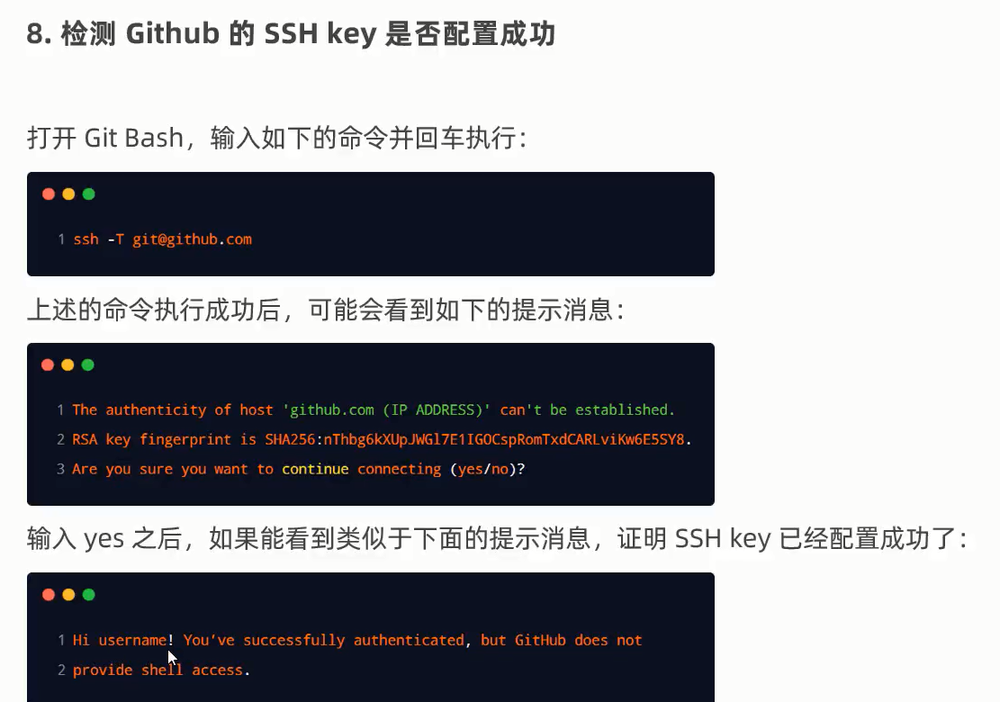 8. 检测 Github 的 SSH key 是否配置成功
打开 Git Bash，输入如下的命令并回车执行：
1 ssh -T git@github.com
上述的命令执行成功后，可能会看到如下的提示消息：
1 The authenticity of host 'github.com (IP ADDRESS)' can't be established.
2 RSA key fingerprint is SHA256:nThbg6kXUpJWGl7E1IGOCspRomTxdCARLviKw6E5SY8.
3 Are you sure you want to continue connecting (yes/no)?
输入 yes 之后，如果能看到类似于下面的提示消息，证明 SSH key 已经配置成功了：
1 Hi username! You've successfully authenticated, but GitHub does not
2 provide shell access.